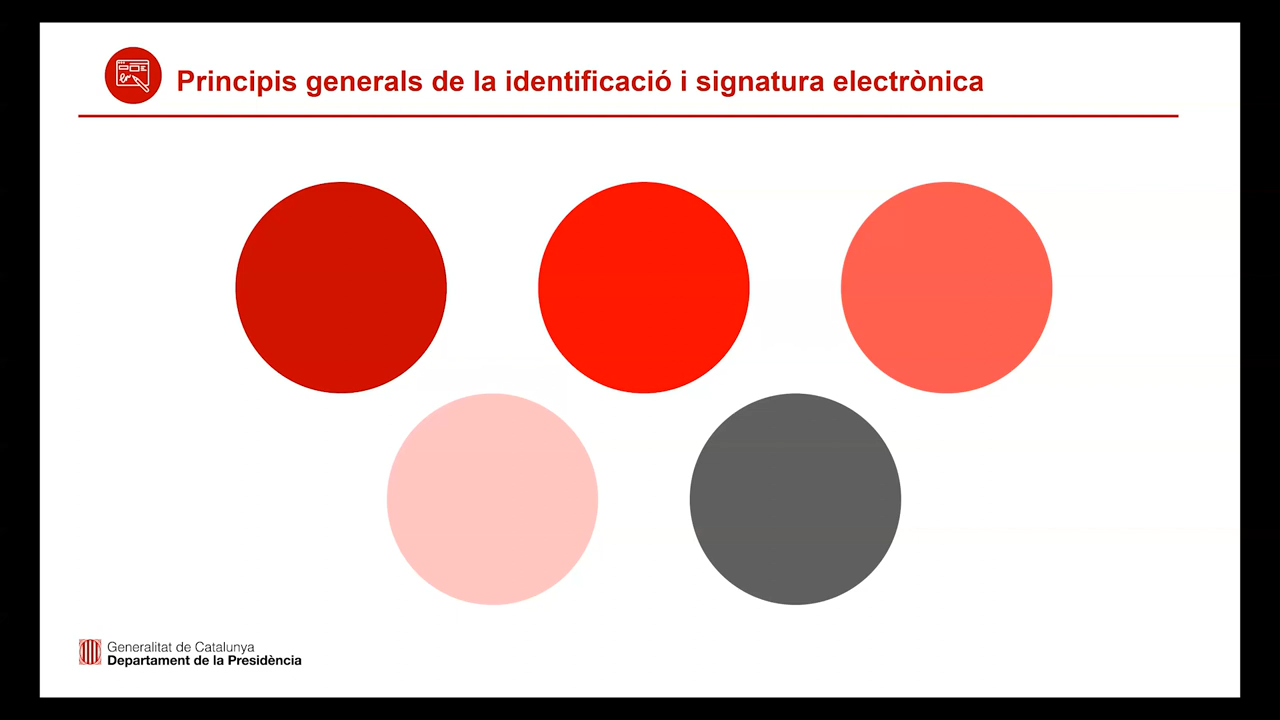 Principis generals de la identificació i signatura electrònica
Generalitat de Catalunya
Departament de la Presidència